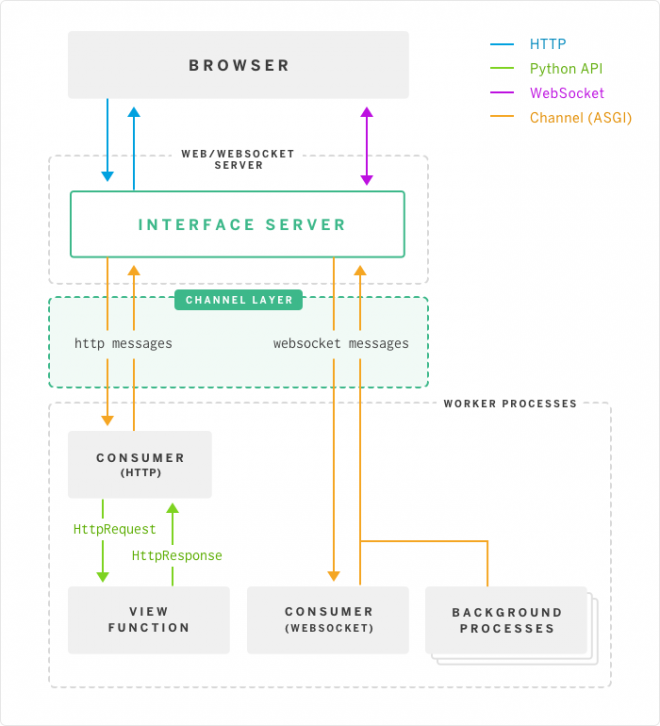 BROWSER
HTTP
Python API
WebSocket
Channel (ASGI)
WEB/WEBSOCKET
SERVER
INTERFACE SERVER
CHANNEL LAYER
http messages
websocket messages
WORKER PROCESSES
CONSUMER
(HTTP)
HttpRequest
HttpResponse
VIEW
FUNCTION
CONSUMER
(WEBSOCKET)
BACKGROUND
PROCESSES